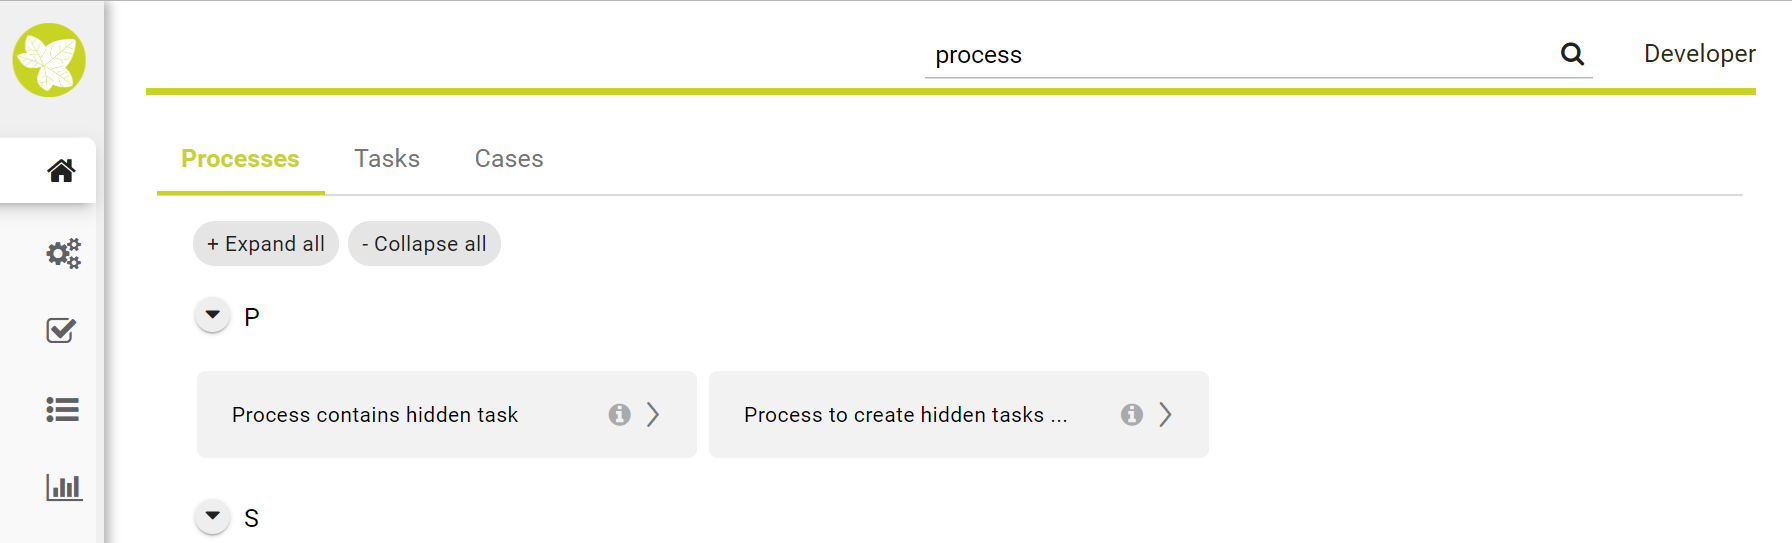 process
Developer
Processes Tasks Cases
+ Expand all - Collapse all
P
Process contains hidden task
Process to create hidden tasks ...
S